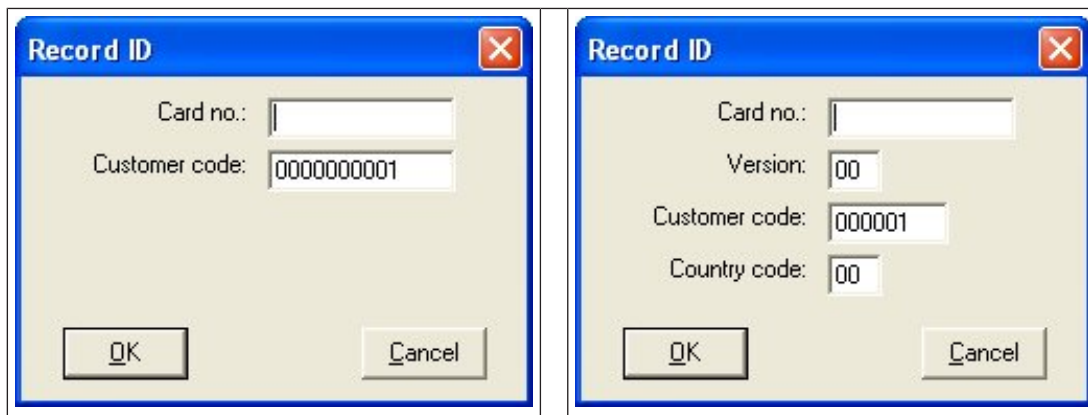 Record ID
Card no.:
Customer code: 0000000001
OK Cancel
Record ID
Card no.:
Version: 00
Customer code: 000001
Country code: 00
OK Cancel